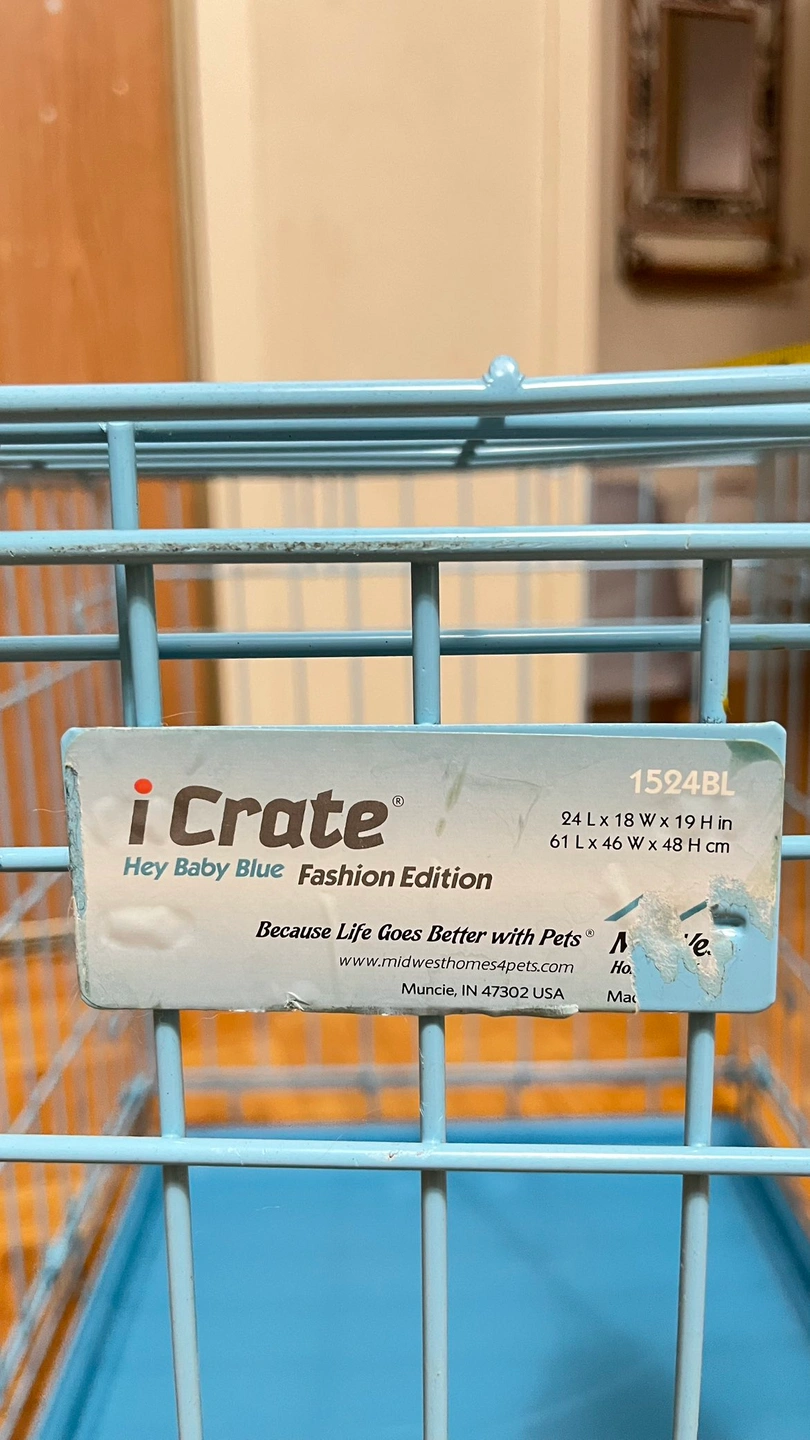 iCrate®
1524BL
24 L x 18 W x 19 H in
61 L x 46 W x 48 H cm
Hey Baby Blue Fashion Edition
Because Life Goes Better with Pets®
www.midwesthomes4pets.com
Muncie, IN 47302 USA